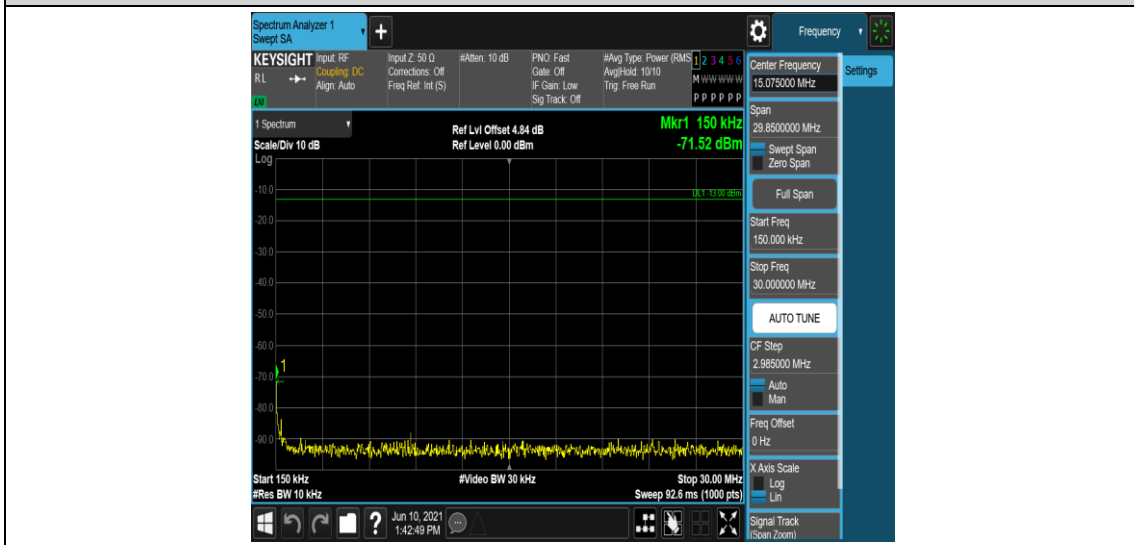 Spectrum Analyzer 1
Swept SA
+
Frequency
KEYSIGHT
RL
LXI
Input: RF
Coupling: DC
Align: Auto
Input Z: 50 Ω
Corrections: Off
Freq Ref: Int (S)
#Atten: 10 dB
PNO: Fast
Gate: Off
IF Gain: Low
Sig Track: Off
#Avg Type: Power (RMS
Avg|Hold: 10/10
Trig: Free Run
1 2 3 4 5 6
M W W W W W
P P P P P P
1 Spectrum
Scale/Div 10 dB
Log
Ref Lvl Offset 4.84 dB
Ref Level 0.00 dBm
Mkr1 150 kHz
-71.52 dBm
DL1 -13.00 dBm
-10.0
-20.0
-30.0
-40.0
-50.0
-60.0
-70.0
-80.0
-90.0
1
Start 150 kHz
#Res BW 10 kHz
#Video BW 30 kHz
Stop 30.00 MHz
Sweep 92.6 ms (1000 pts)
?
Jun 10, 2021
1:42:49 PM
Center Frequency
15.075000 MHz
Settings
Span
29.8500000 MHz
Swept Span
Zero Span
Full Span
Start Freq
150.000 kHz
Stop Freq
30.000000 MHz
AUTO TUNE
CF Step
2.985000 MHz
Auto
Man
Freq Offset
0 Hz
X Axis Scale
Log
Lin
Signal Track
(Span Zoom)